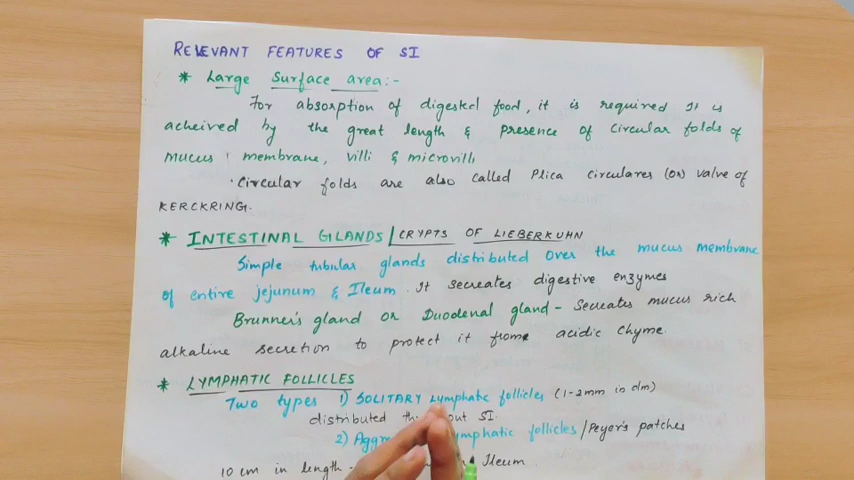 RELEVANT FEATURES OF SI
* Large Surface area:-
For absorption of digested food, it is required It is
acheived by the great length & presence of circular folds of
mucus membrane, villi & microvilli
·Circular folds are also called Plica circulares (OR) valve of
KERCKRING.
* INTESTINAL GLANDS/CRYPTS OF LIEBERKUHN
Simple tubular glands distributed over the mucus membrane
of entire jejunum & Ileum. It secreates digestive enzymes
Brunner's gland or Duodenal gland - Secreates mucus rich
alkaline secretion to protect it from acidic chyme.
* LYMPHATIC FOLLICLES
Two types 1) SOLITARY Lymphatic follicles (1-2mm in dm)
distributed out SI.
2) lymphatic follicles/Peyer's patches
10 cm in length - Ileum